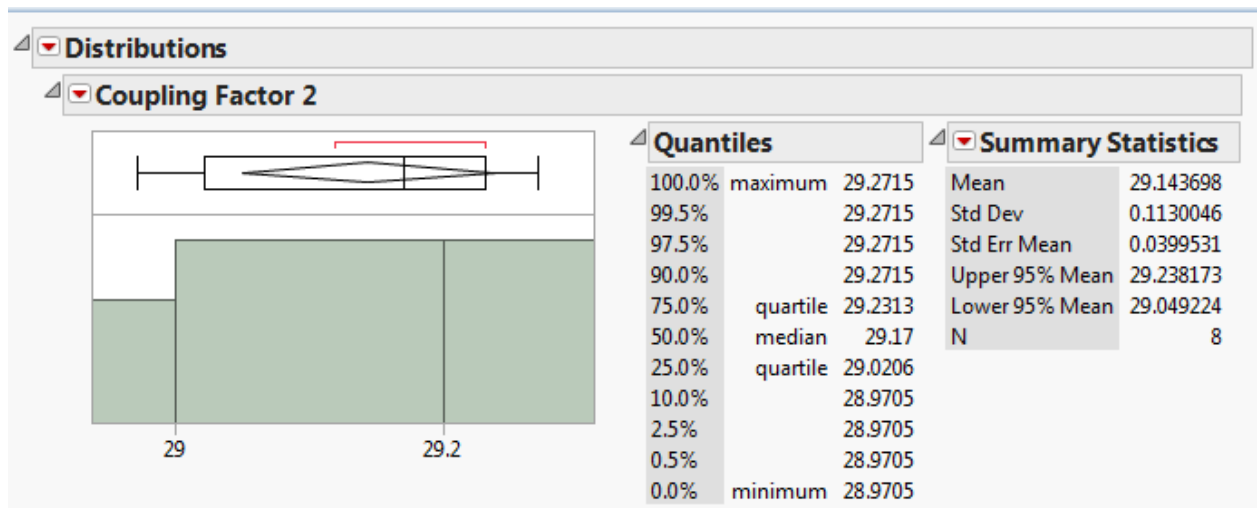 Distributions
Coupling Factor 2
29 29.2
Quantiles
100.0% maximum 29.2715
99.5% 29.2715
97.5% 29.2715
90.0% 29.2715
75.0% quartile 29.2313
50.0% median 29.17
25.0% quartile 29.0206
10.0% 28.9705
2.5% 28.9705
0.5% 28.9705
0.0% minimum 28.9705
Summary Statistics
Mean 29.143698
Std Dev 0.1130046
Std Err Mean 0.0399531
Upper 95% Mean 29.238173
Lower 95% Mean 29.049224
N 8